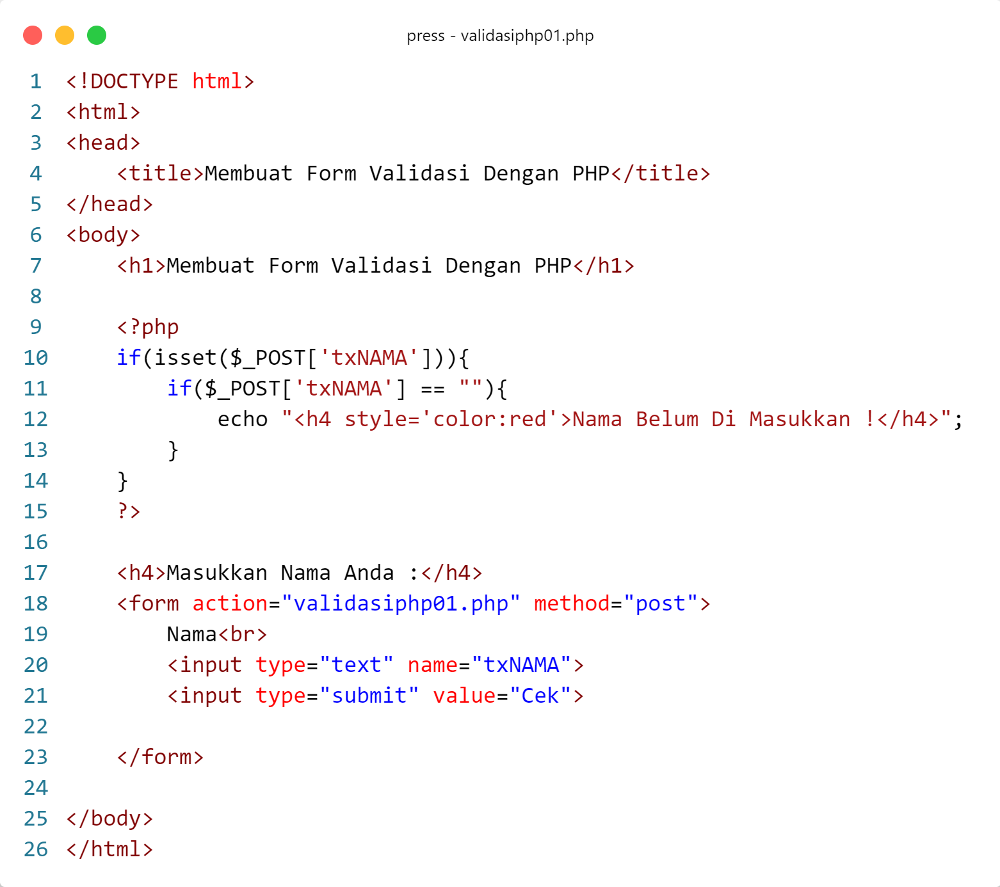 press - validasiphp01.php
1 <!DOCTYPE html>
2 <html>
3 <head>
4     <title>Membuat Form Validasi Dengan PHP</title>
5 </head>
6 <body>
7     <h1>Membuat Form Validasi Dengan PHP</h1>
8
9     <?php
10     if(isset($_POST['txNAMA'])){
11         if($_POST['txNAMA'] == ""){
12             echo "<h4 style='color:red'>Nama Belum Di Masukkan !</h4>";
13         }
14     }
15     ?>
16
17     <h4>Masukkan Nama Anda :</h4>
18     <form action="validasiphp01.php" method="post">
19         Nama<br>
20         <input type="text" name="txNAMA">
21         <input type="submit" value="Cek">
22
23     </form>
24
25 </body>
26 </html>